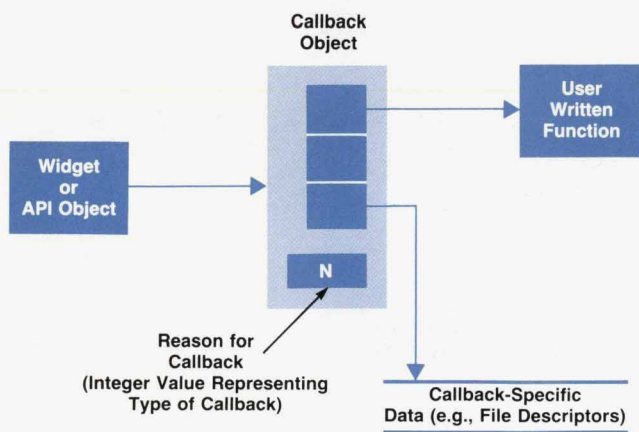 Callback
Object
User
Written
Function
Widget
or
API Object
N
Reason for
Callback
(Integer Value Representing
Type of Callback)
Callback-Specific
Data (e.g., File Descriptors)